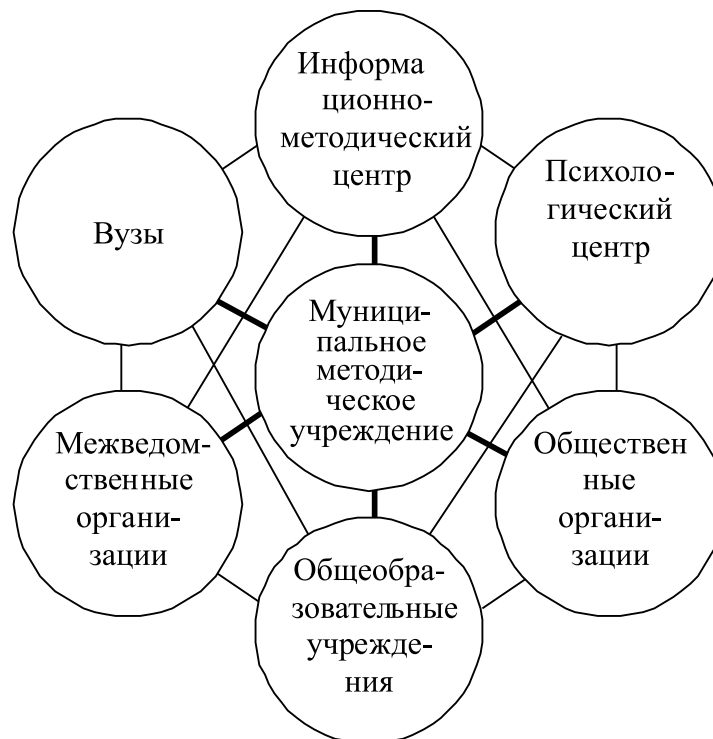 Информа
ционно-
методический
центр
Психоло-
гический
центр
Вузы
Муници-
пальное
методи-
ческое
учреждение
Межведом-
ственные
органи-
зации
Обществен
ные
органи-
зации
Общеобра-
зовательные
учрежде-
ния